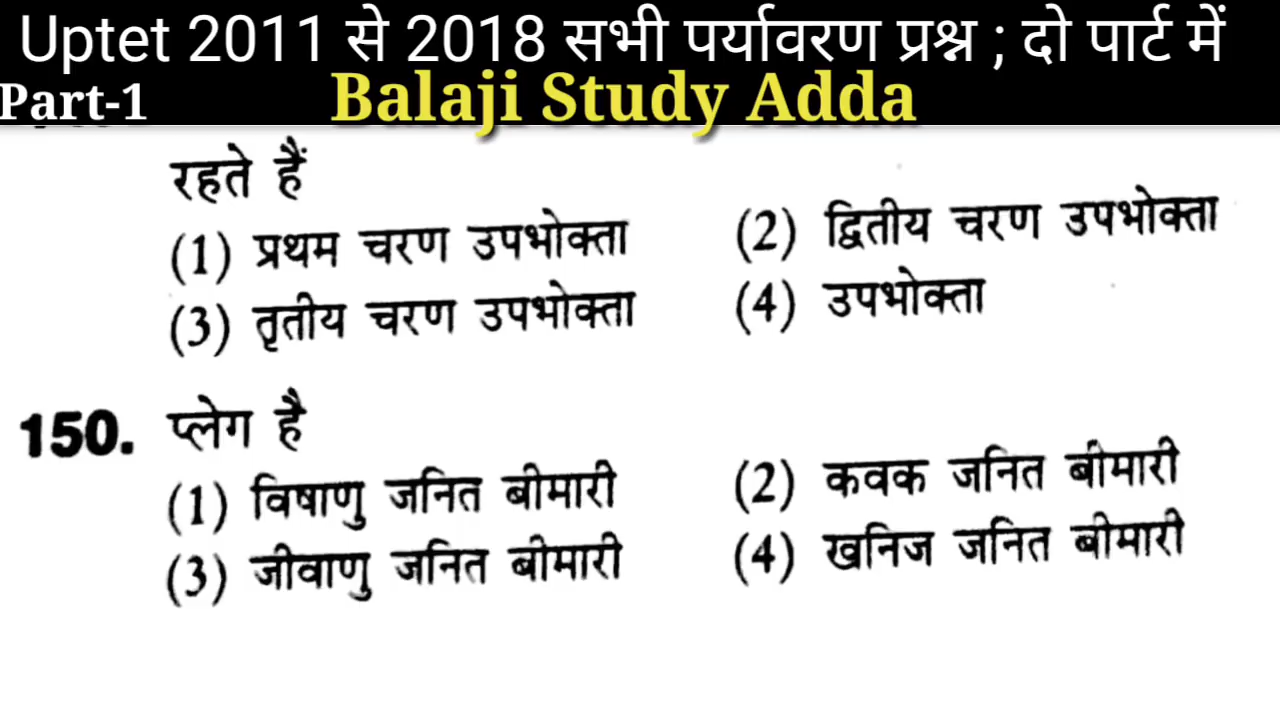 Uptet 2011 से 2018 सभी पर्यावरण प्रश्न ; दो पार्ट में
Part-1 Balaji Study Adda
रहते हैं
(1) प्रथम चरण उपभोक्ता (2) द्वितीय चरण उपभोक्ता
(3) तृतीय चरण उपभोक्ता (4) उपभोक्ता
150. प्लेग है
(1) विषाणु जनित बीमारी (2) कवक जनित बीमारी
(3) जीवाणु जनित बीमारी (4) खनिज जनित बीमारी